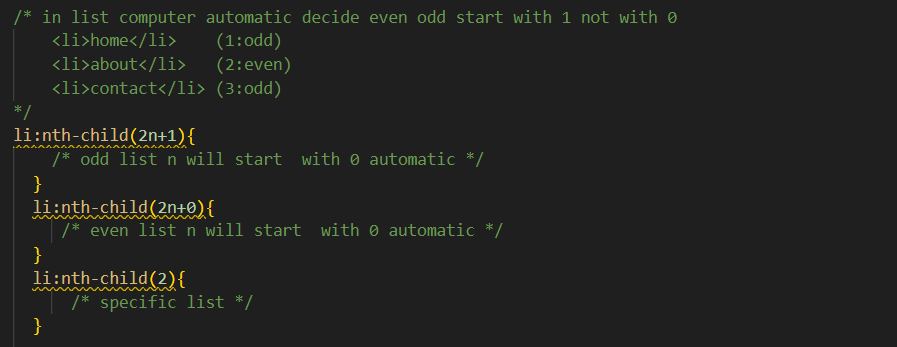 /* in list computer automatic decide even odd start with 1 not with 0
    <li>home</li>    (1:odd)
    <li>about</li>   (2:even)
    <li>contact</li> (3:odd)
*/
li:nth-child(2n+1){
    /* odd list n will start  with 0 automatic */
  }
  li:nth-child(2n+0){
     /* even list n will start  with 0 automatic */
  }
  li:nth-child(2){
      /* specific list */
  }